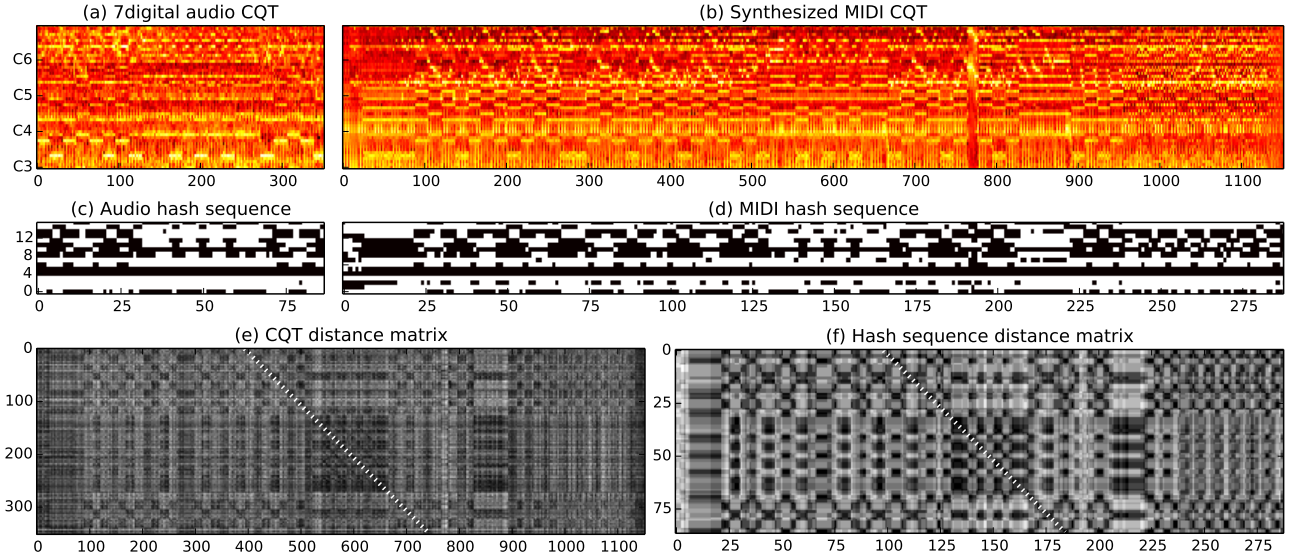 (a) 7digital audio CQT
(b) Synthesized MIDI CQT
C6
C5
C4
C3
0 100 200 300
0 100 200 300 400 500 600 700 800 900 1000 1100
(c) Audio hash sequence
(d) MIDI hash sequence
12
8
4
0
0 25 50 75
0 25 50 75 100 125 150 175 200 225 250 275
(e) CQT distance matrix
(f) Hash sequence distance matrix
0
100
200
300
0 100 200 300 400 500 600 700 800 900 1000 1100
0
25
50
75
0 25 50 75 100 125 150 175 200 225 250 275